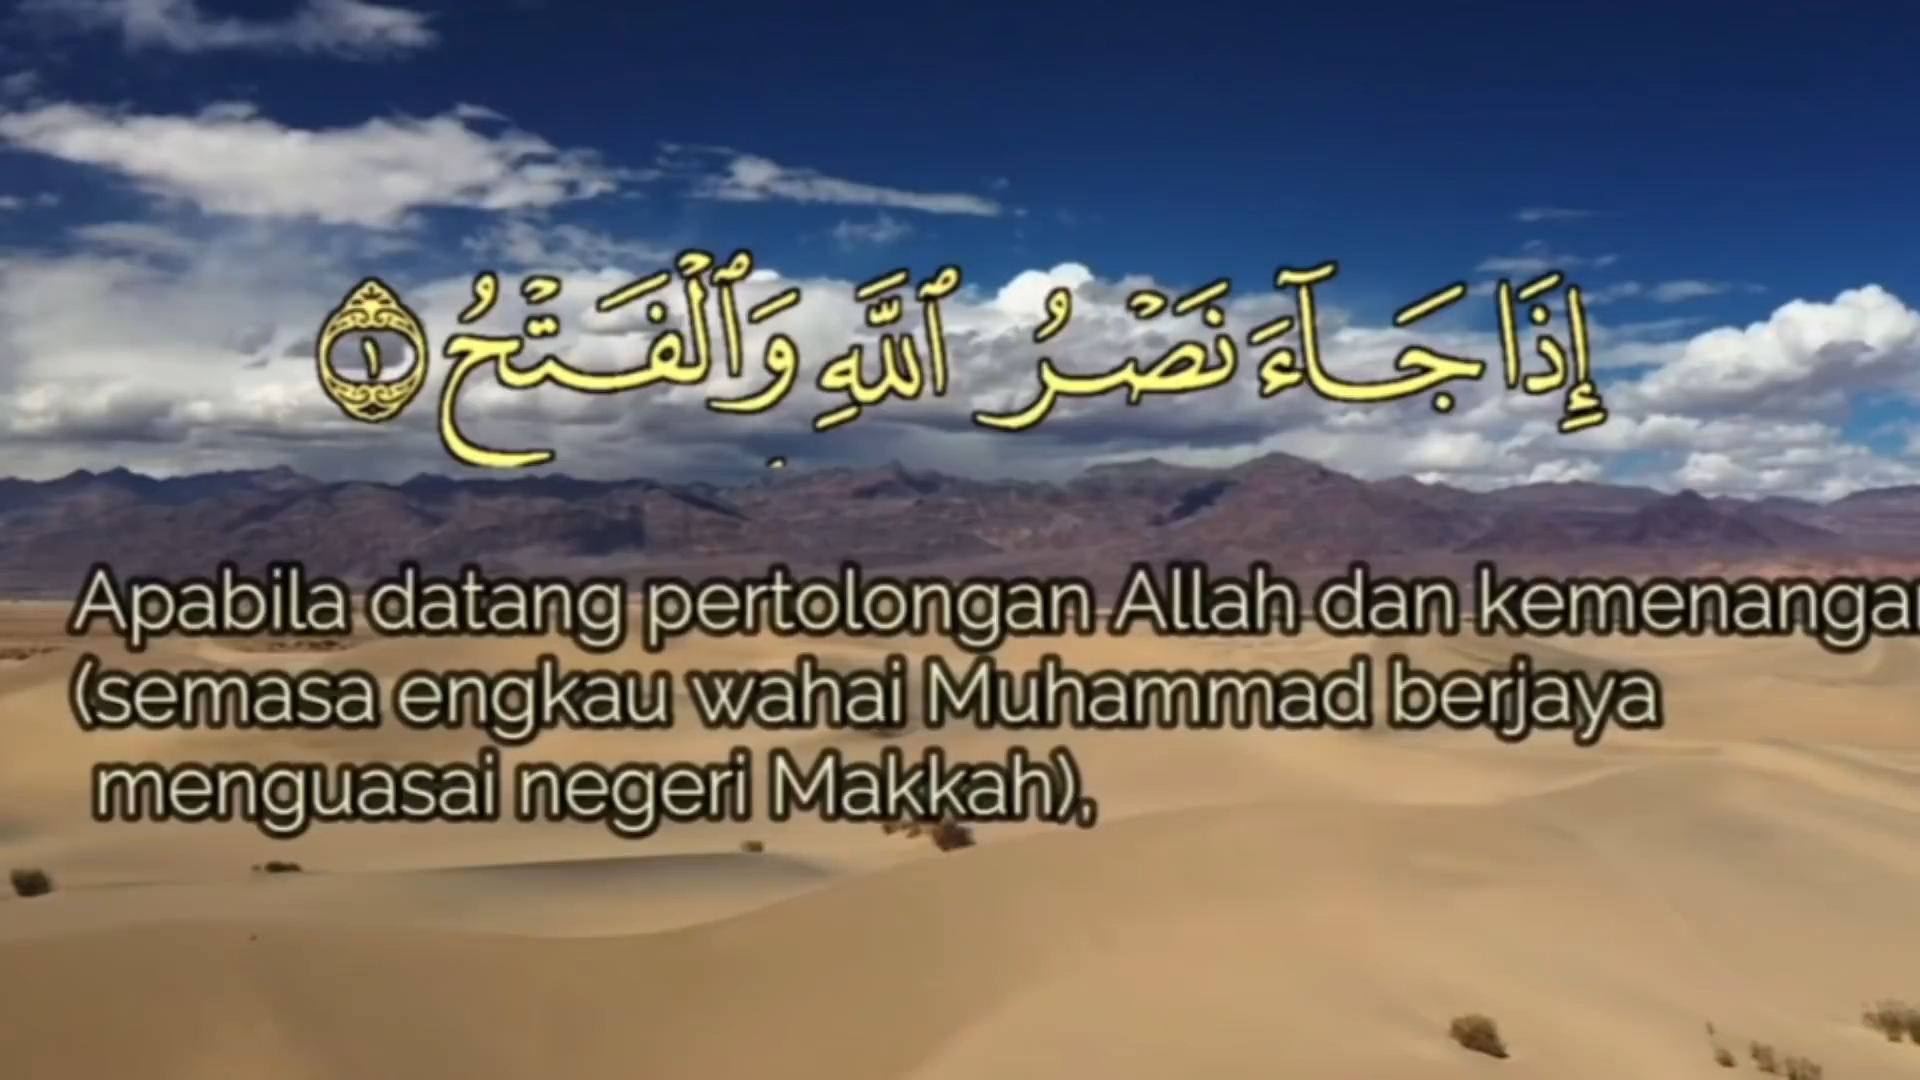 إِذَا جَآءَ نَصْرُ ٱللَّهِ وَٱلْفَتْحُ ١
Apabila datang pertolongan Allah dan kemenangan
(semasa engkau wahai Muhammad berjaya
menguasai negeri Makkah),